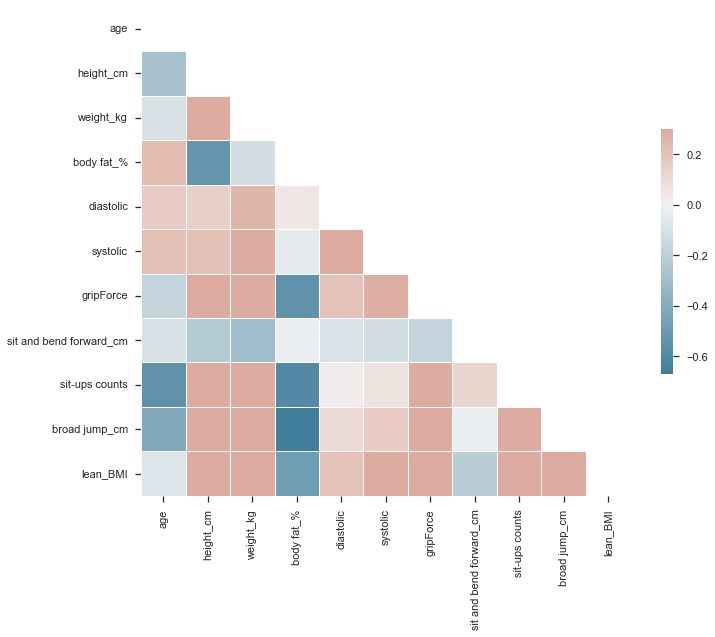 age
height_cm
weight_kg
body fat_%
diastolic
systolic
gripForce
sit and bend forward_cm
sit-ups counts
broad jump_cm
lean_BMI
age
height_cm
weight_kg
body fat_%
diastolic
systolic
gripForce
sit and bend forward_cm
sit-ups counts
broad jump_cm
lean_BMI
0.2
0.0
−0.2
−0.4
−0.6